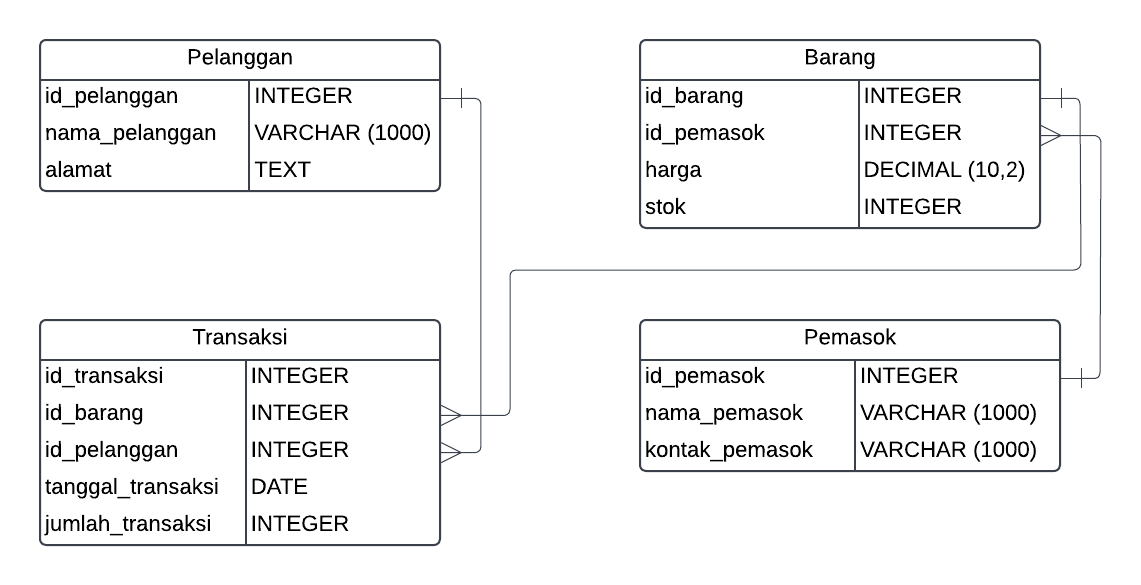 Pelanggan
id_pelanggan INTEGER
nama_pelanggan VARCHAR (1000)
alamat TEXT
Barang
id_barang INTEGER
id_pemasok INTEGER
harga DECIMAL (10,2)
stok INTEGER
Transaksi
id_transaksi INTEGER
id_barang INTEGER
id_pelanggan INTEGER
tanggal_transaksi DATE
jumlah_transaksi INTEGER
Pemasok
id_pemasok INTEGER
nama_pemasok VARCHAR (1000)
kontak_pemasok VARCHAR (1000)